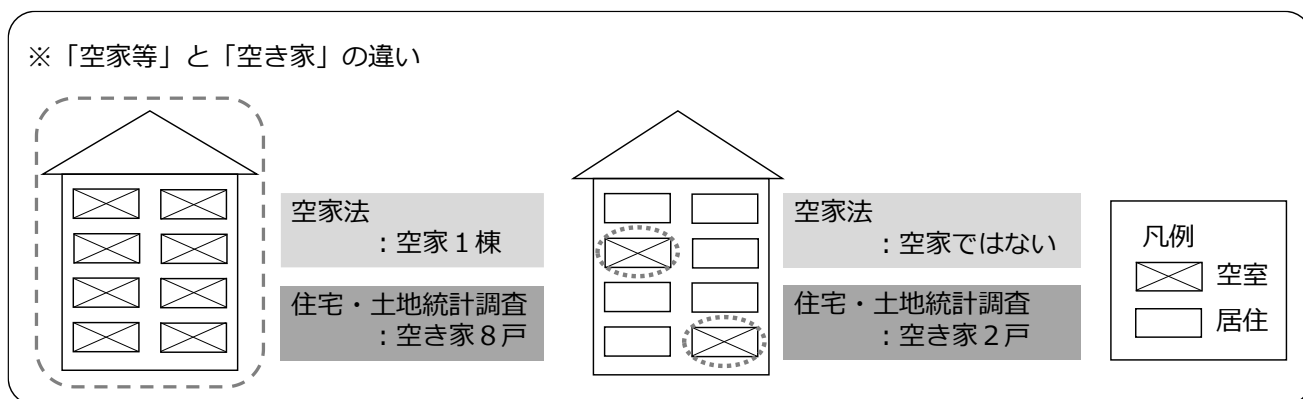 ※「空家等」と「空き家」の違い
空家法
：空家１棟
住宅・土地統計調査
：空き家８戸
空家法
：空家ではない
住宅・土地統計調査
：空き家２戸
凡例
空室
居住